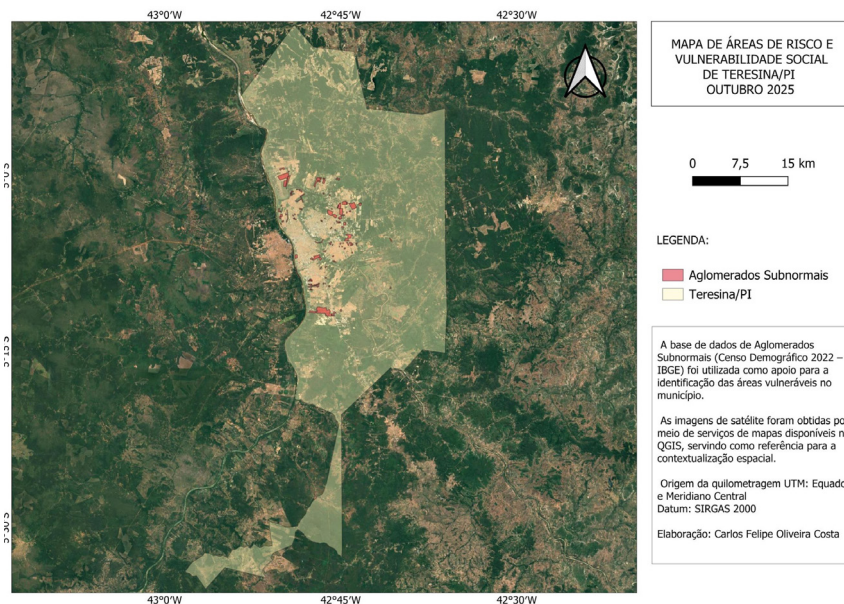 43°0'W 42°45'W 42°30'W
MAPA DE ÁREAS DE RISCO E
VULNERABILIDADE SOCIAL
DE TERESINA/PI
OUTUBRO 2025
0 7,5 15 km
LEGENDA:
Aglomerados Subnormais
Teresina/PI
A base de dados de Aglomerados
Subnormais (Censo Demográfico 2022 –
IBGE) foi utilizada como apoio para a
identificação das áreas vulneráveis no
município.
As imagens de satélite foram obtidas po
meio de serviços de mapas disponíveis n
QGIS, servindo como referência para a
contextualização espacial.
Origem da quilometragem UTM: Equado
e Meridiano Central
Datum: SIRGAS 2000
Elaboração: Carlos Felipe Oliveira Costa
43°0'W 42°45'W 42°30'W